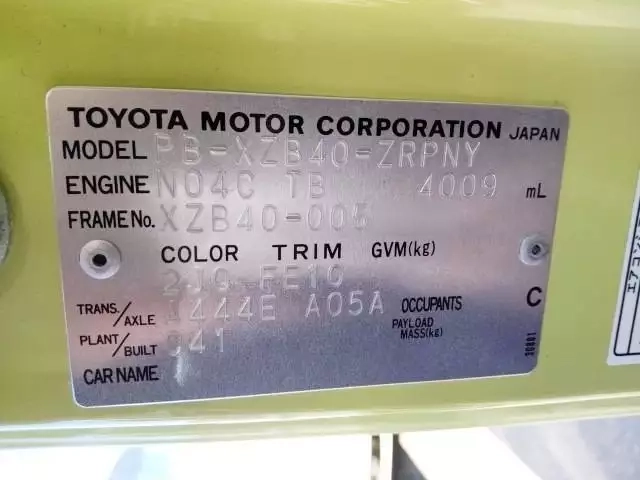 TOYOTA MOTOR CORPORATION JAPAN
MODEL PB-XZB40-ZRPNY
ENGINE N04C TB 4009 mL
FRAME No. XZB40-005
COLOR TRIM GVM(kg)
FE10
TRANS./AXLE A05A OCCUPANTS C
PLANT/BUILT PAYLOAD MASS(kg)
CAR NAME